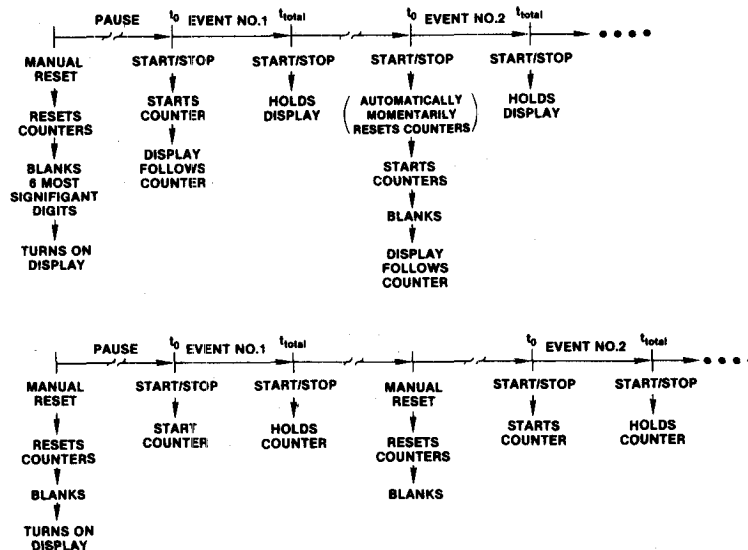 PAUSE t0 EVENT NO.1 ttotal t0 EVENT NO.2 ttotal
MANUAL RESET
START/STOP
START/STOP
START/STOP
START/STOP
RESETS COUNTERS
STARTS COUNTER
HOLDS DISPLAY
(AUTOMATICALLY MOMENTARILY RESETS COUNTERS)
HOLDS DISPLAY
BLANKS 6 MOST SIGNIFIGANT DIGITS
DISPLAY FOLLOWS COUNTER
STARTS COUNTERS
TURNS ON DISPLAY
BLANKS
DISPLAY FOLLOWS COUNTER
PAUSE t0 EVENT NO.1 ttotal t0 EVENT NO.2 ttotal
MANUAL RESET
START/STOP
START/STOP
MANUAL RESET
START/STOP
START/STOP
RESETS COUNTERS
START COUNTER
HOLDS COUNTER
RESETS COUNTERS
STARTS COUNTER
HOLDS COUNTER
BLANKS
BLANKS
TURNS ON DISPLAY